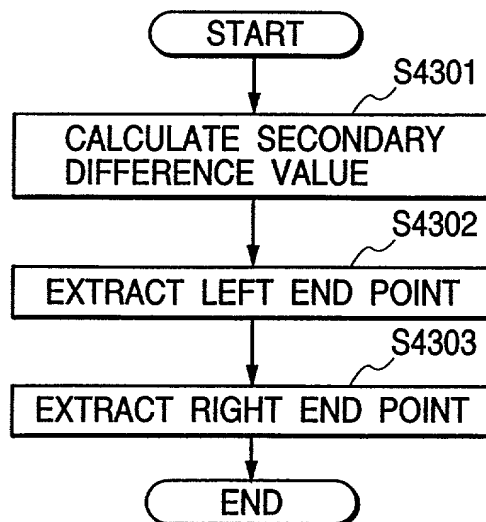 START
S4301
CALCULATE SECONDARY
DIFFERENCE VALUE
S4302
EXTRACT LEFT END POINT
S4303
EXTRACT RIGHT END POINT
END